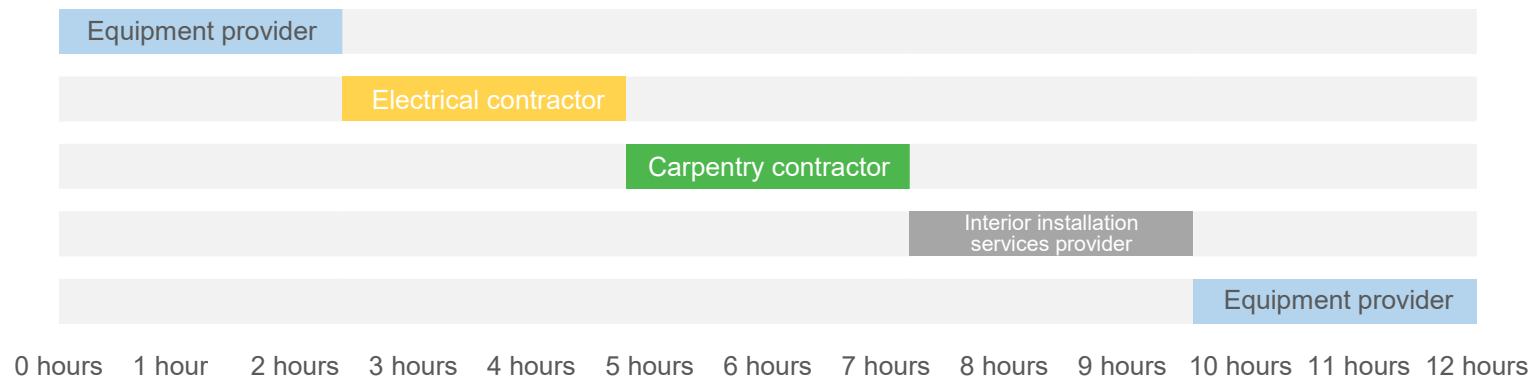 Equipment provider
Electrical contractor
Carpentry contractor
Interior installation
services provider
Equipment provider
0 hours 1 hour 2 hours 3 hours 4 hours 5 hours 6 hours 7 hours 8 hours 9 hours 10 hours 11 hours 12 hours